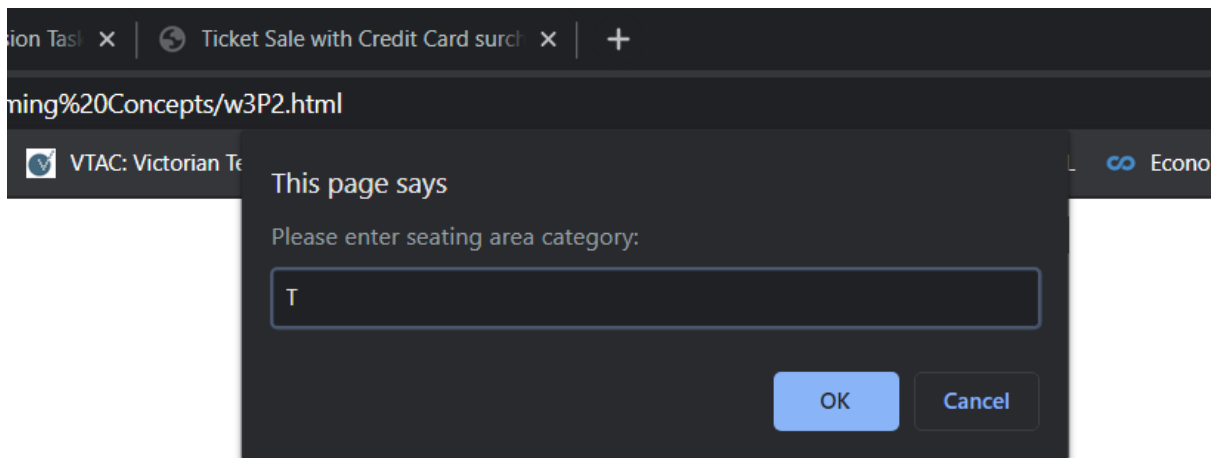 sion Task
Ticket Sale with Credit Card surch
ming%20Concepts/w3P2.html
VTAC: Victorian Te
L
Econo
This page says
Please enter seating area category:
T
OK
Cancel